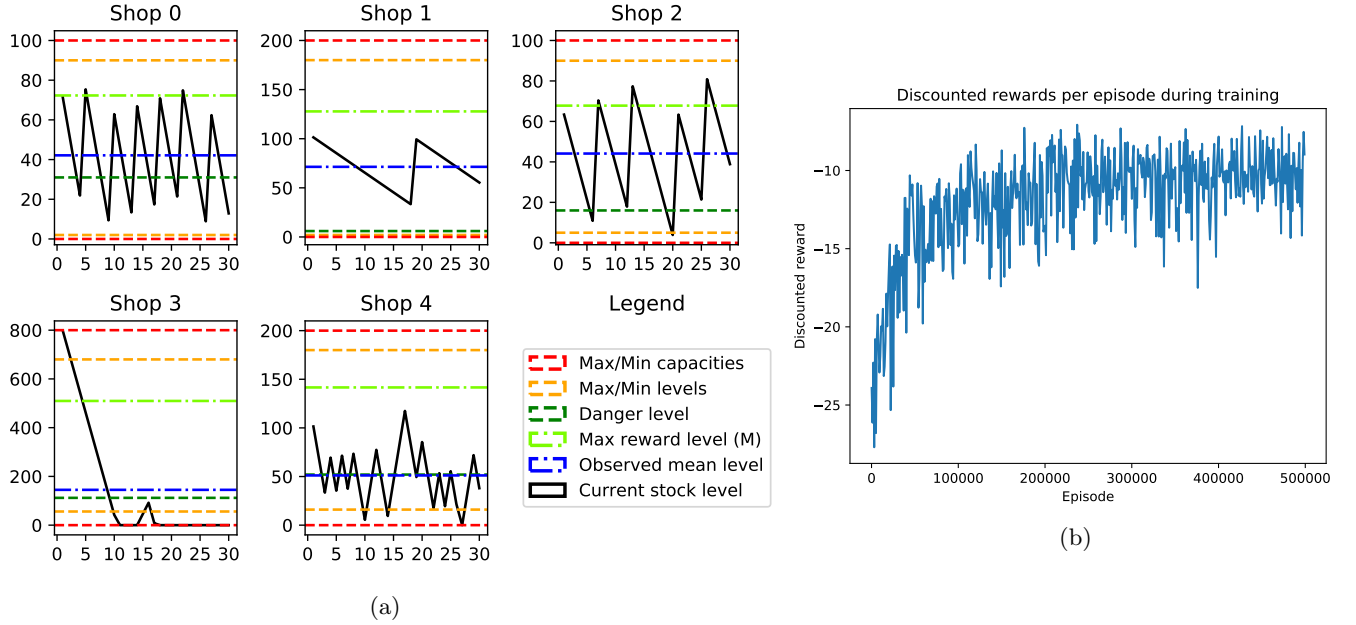 Shop 0
100
80
60
40
20
0
0 5 10 15 20 25 30
Shop 1
200
150
100
50
0
0 5 10 15 20 25 30
Shop 2
100
80
60
40
20
0
0 5 10 15 20 25 30
Shop 3
800
600
400
200
0
0 5 10 15 20 25 30
Shop 4
200
150
100
50
0
0 5 10 15 20 25 30
Legend
Max/Min capacities
Max/Min levels
Danger level
Max reward level (M)
Observed mean level
Current stock level
(a)
Discounted rewards per episode during training
Discounted reward
−10
−15
−20
−25
0 100000 200000 300000 400000 500000
Episode
(b)